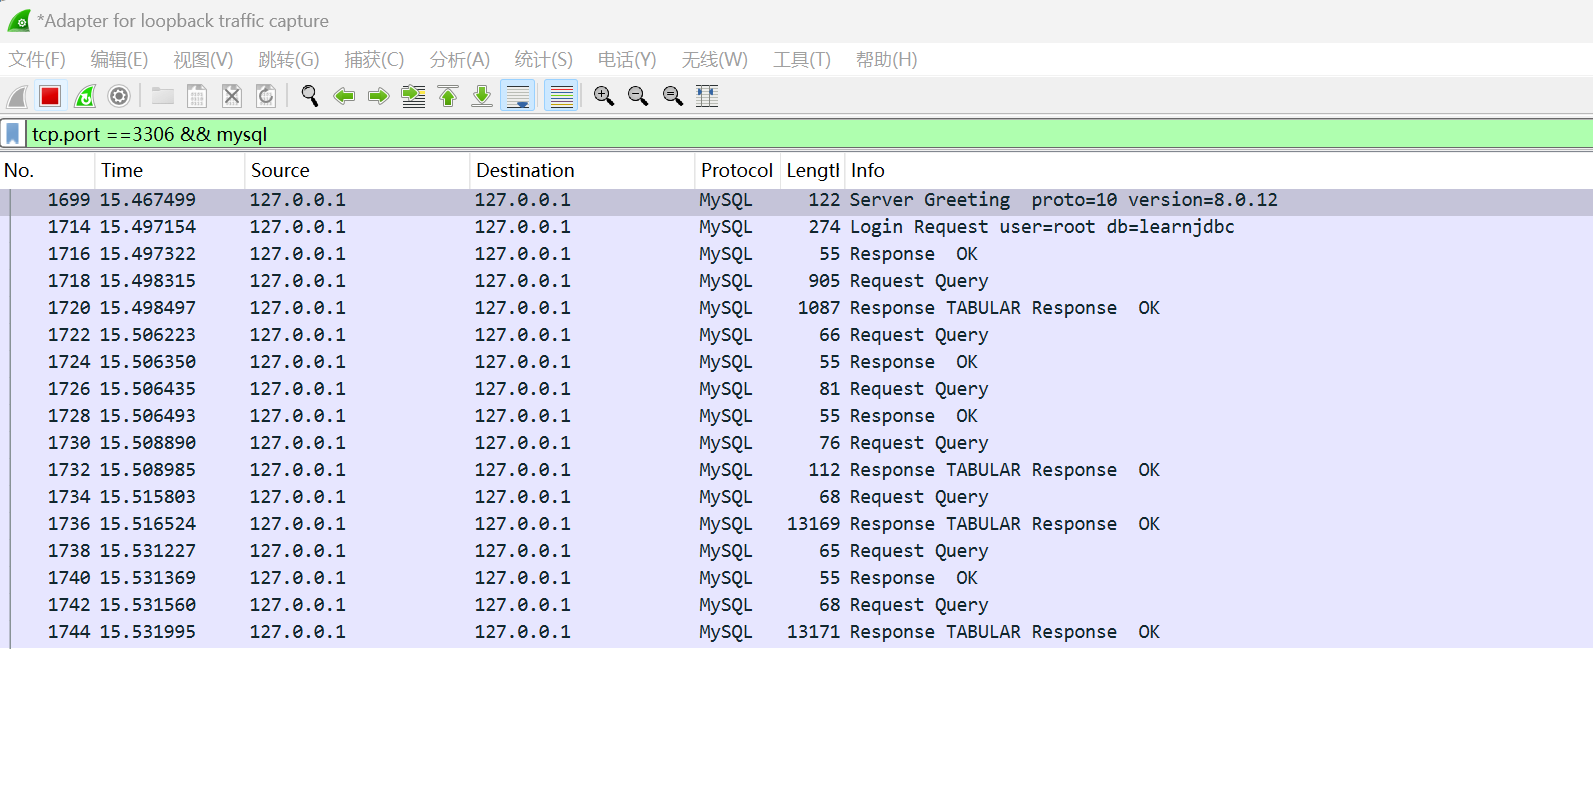 *Adapter for loopback traffic capture
文件(F) 编辑(E) 视图(V) 跳转(G) 捕获(C) 分析(A) 统计(S) 电话(Y) 无线(W) 工具(T) 帮助(H)
tcp.port ==3306 && mysql
No. Time Source Destination Protocol Lengtl Info
1699 15.467499 127.0.0.1 127.0.0.1 MySQL 122 Server Greeting  proto=10 version=8.0.12
1714 15.497154 127.0.0.1 127.0.0.1 MySQL 274 Login Request user=root db=learnjdbc
1716 15.497322 127.0.0.1 127.0.0.1 MySQL 55 Response  OK
1718 15.498315 127.0.0.1 127.0.0.1 MySQL 905 Request Query
1720 15.498497 127.0.0.1 127.0.0.1 MySQL 1087 Response TABULAR Response  OK
1722 15.506223 127.0.0.1 127.0.0.1 MySQL 66 Request Query
1724 15.506350 127.0.0.1 127.0.0.1 MySQL 55 Response  OK
1726 15.506435 127.0.0.1 127.0.0.1 MySQL 81 Request Query
1728 15.506493 127.0.0.1 127.0.0.1 MySQL 55 Response  OK
1730 15.508890 127.0.0.1 127.0.0.1 MySQL 76 Request Query
1732 15.508985 127.0.0.1 127.0.0.1 MySQL 112 Response TABULAR Response  OK
1734 15.515803 127.0.0.1 127.0.0.1 MySQL 68 Request Query
1736 15.516524 127.0.0.1 127.0.0.1 MySQL 13169 Response TABULAR Response  OK
1738 15.531227 127.0.0.1 127.0.0.1 MySQL 65 Request Query
1740 15.531369 127.0.0.1 127.0.0.1 MySQL 55 Response  OK
1742 15.531560 127.0.0.1 127.0.0.1 MySQL 68 Request Query
1744 15.531995 127.0.0.1 127.0.0.1 MySQL 13171 Response TABULAR Response  OK